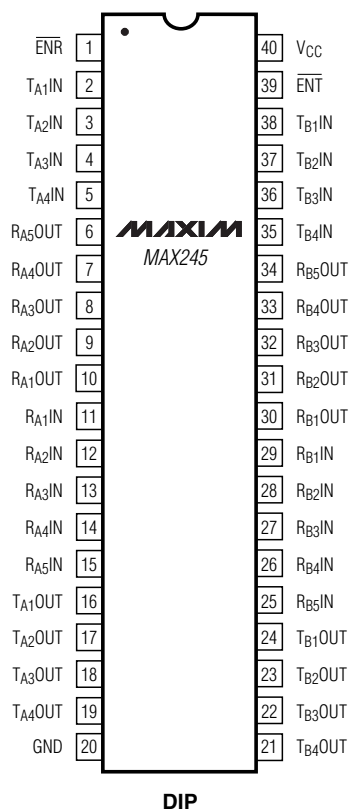 ENR 1 40 VCC
TA1IN 2 39 ENT
TA2IN 3 38 TB1IN
TA3IN 4 37 TB2IN
TA4IN 5 36 TB3IN
RA5OUT 6 MAXIM 35 TB4IN
RA4OUT 7 MAX245 34 RB5OUT
RA3OUT 8 33 RB4OUT
RA2OUT 9 32 RB3OUT
RA1OUT 10 31 RB2OUT
RA1IN 11 30 RB1OUT
RA2IN 12 29 RB1IN
RA3IN 13 28 RB2IN
RA4IN 14 27 RB3IN
RA5IN 15 26 RB4IN
TA1OUT 16 25 RB5IN
TA2OUT 17 24 TB1OUT
TA3OUT 18 23 TB2OUT
TA4OUT 19 22 TB3OUT
GND 20 21 TB4OUT
DIP